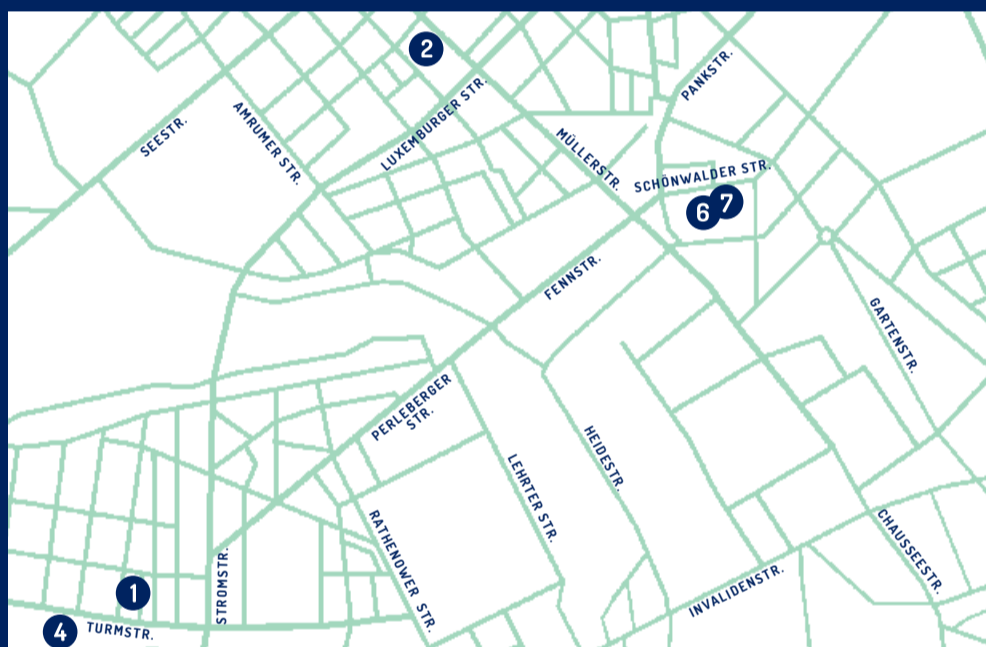 2
PANKSTR.
SEESTR.
AMRUMER STR.
LUXEMBURGER STR.
MÜLLERSTR.
SCHÖNWALDER STR.
6
7
FENNSTR.
GARTENSTR.
PERLEBERGER
STR.
HEIDESTR.
LEHRTER STR.
RATHENOWER STR.
CHAUSSEESTR.
STROMSTR.
INVALIDENSTR.
1
4
TURMSTR.